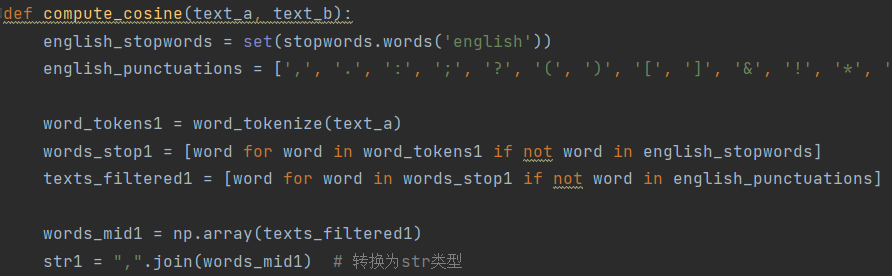 def compute_cosine(text_a, text_b):
english_stopwords = set(stopwords.words('english'))
english_punctuations = [',', '.', ':', ';', '?', '(', ')', '[', ']', '&', '!', '*', '
word_tokens1 = word_tokenize(text_a)
words_stop1 = [word for word in word_tokens1 if not word in english_stopwords]
texts_filtered1 = [word for word in words_stop1 if not word in english_punctuations]
words_mid1 = np.array(texts_filtered1)
str1 = ",".join(words_mid1)  # 转换为str类型